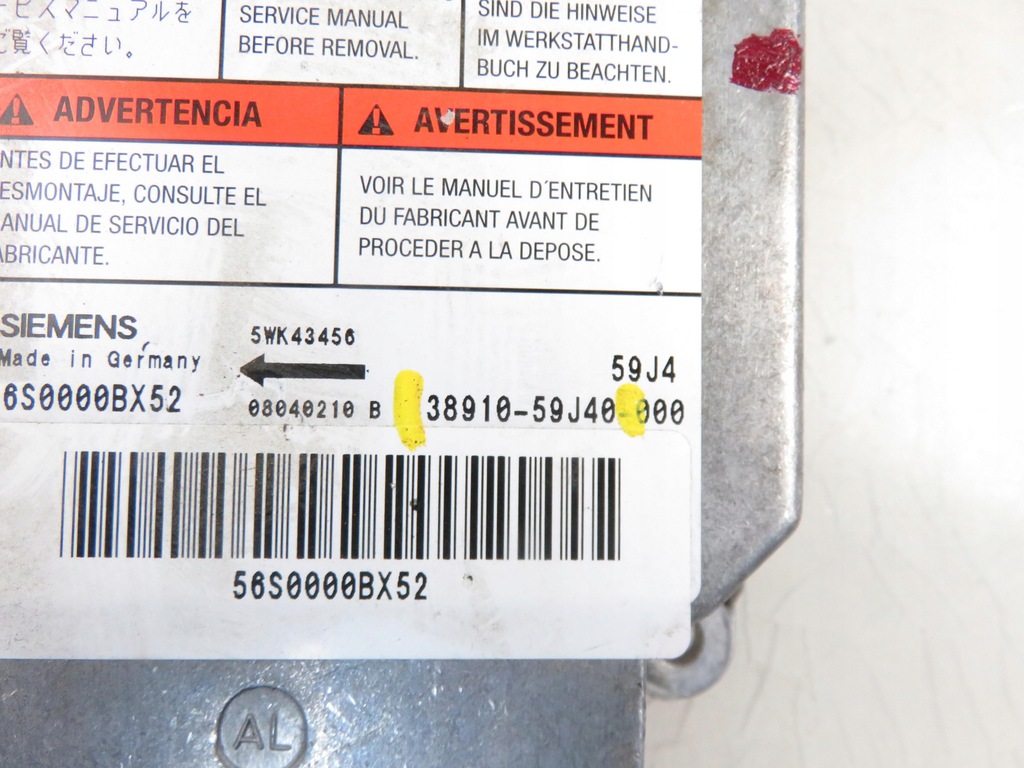 ービスマニュアルを
ご覧ください。
SERVICE MANUAL
BEFORE REMOVAL.
SIND DIE HINWEISE
IM WERKSTATTHAND-
BUCH ZU BEACHTEN.
ADVERTENCIA
NTES DE EFECTUAR EL
ESMONTAJE, CONSULTE EL
ANUAL DE SERVICIO DEL
ABRICANTE.
AVERTISSEMENT
VOIR LE MANUEL D´ENTRETIEN
DU FABRICANT AVANT DE
PROCEDER A LA DEPOSE.
SIEMENS
Made in Germany
56S0000BX52
5WK43456
08040210 B
59J4
38910-59J40-000
56S0000BX52
AL